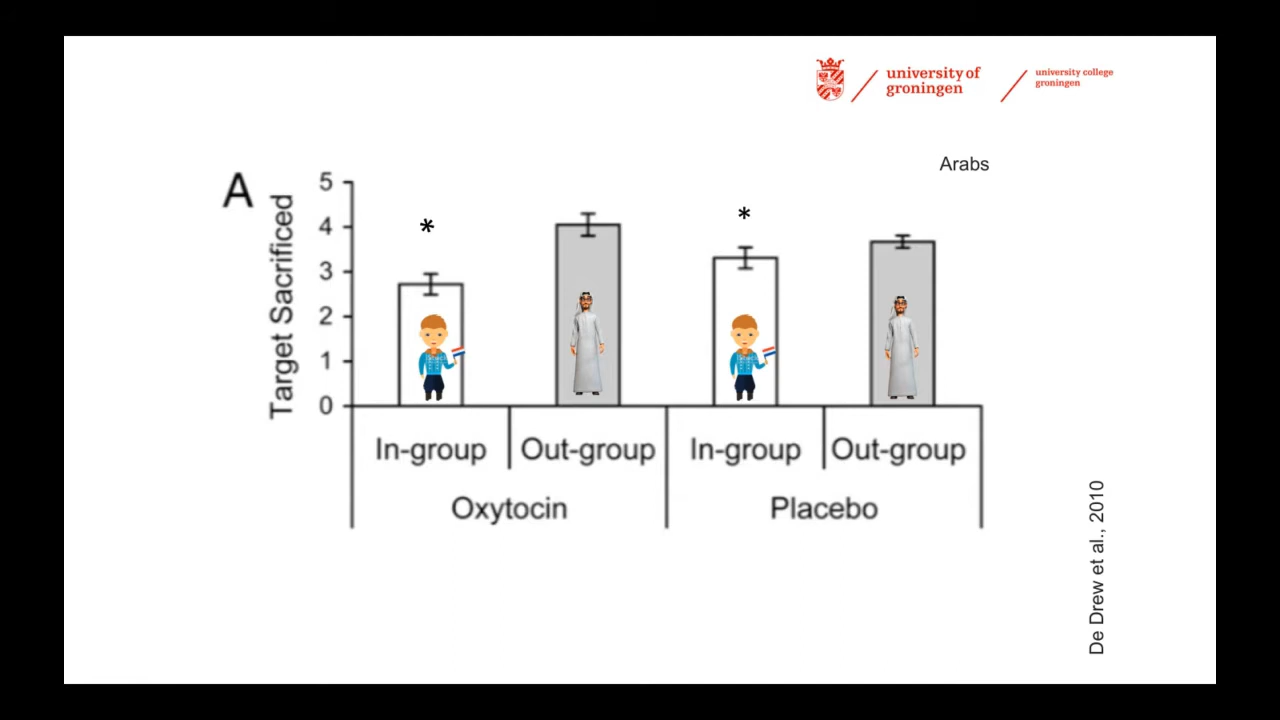 university of
groningen
university college
groningen
Arabs
A
Target Sacrificed
5
4
3
2
1
0
*
*
In-group
Out-group
In-group
Out-group
Oxytocin
Placebo
De Drew et al., 2010